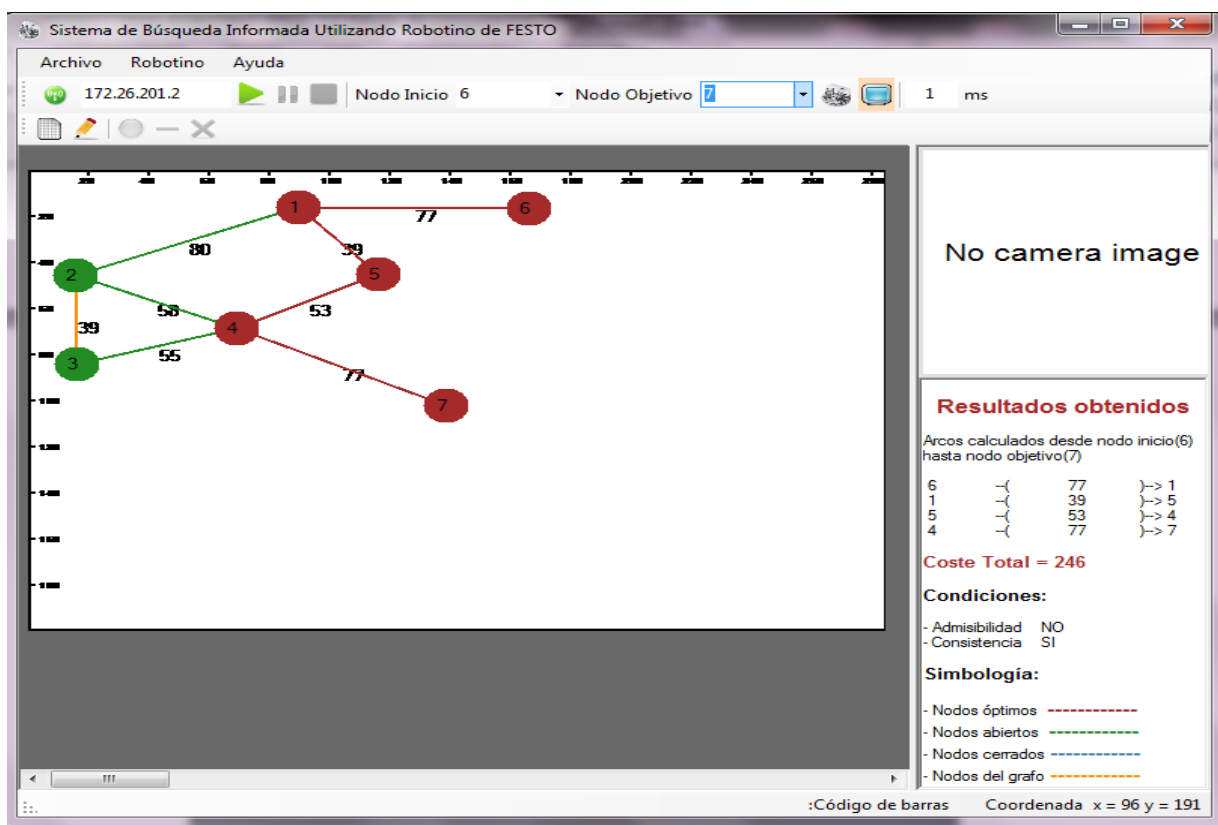 Sistema de Búsqueda Informada Utilizando Robotino de FESTO
Archivo Robotino Ayuda
172.26.201.2 Nodo Inicio 6 Nodo Objetivo 7 1 ms
1
77
6
80
39
2
5
58
53
39
4
3
55
77
7
No camera image
Resultados obtenidos
Arcos calculados desde nodo inicio(6)
hasta nodo objetivo(7)
6 --( 77 )--> 1
1 --( 39 )--> 5
5 --( 53 )--> 4
4 --( 77 )--> 7
Coste Total = 246
Condiciones:
- Admisibilidad NO
- Consistencia SI
Simbología:
- Nodos óptimos ------------
- Nodos abiertos ------------
- Nodos cerrados ------------
- Nodos del grafo ------------
:Código de barras Coordenada x = 96 y = 191